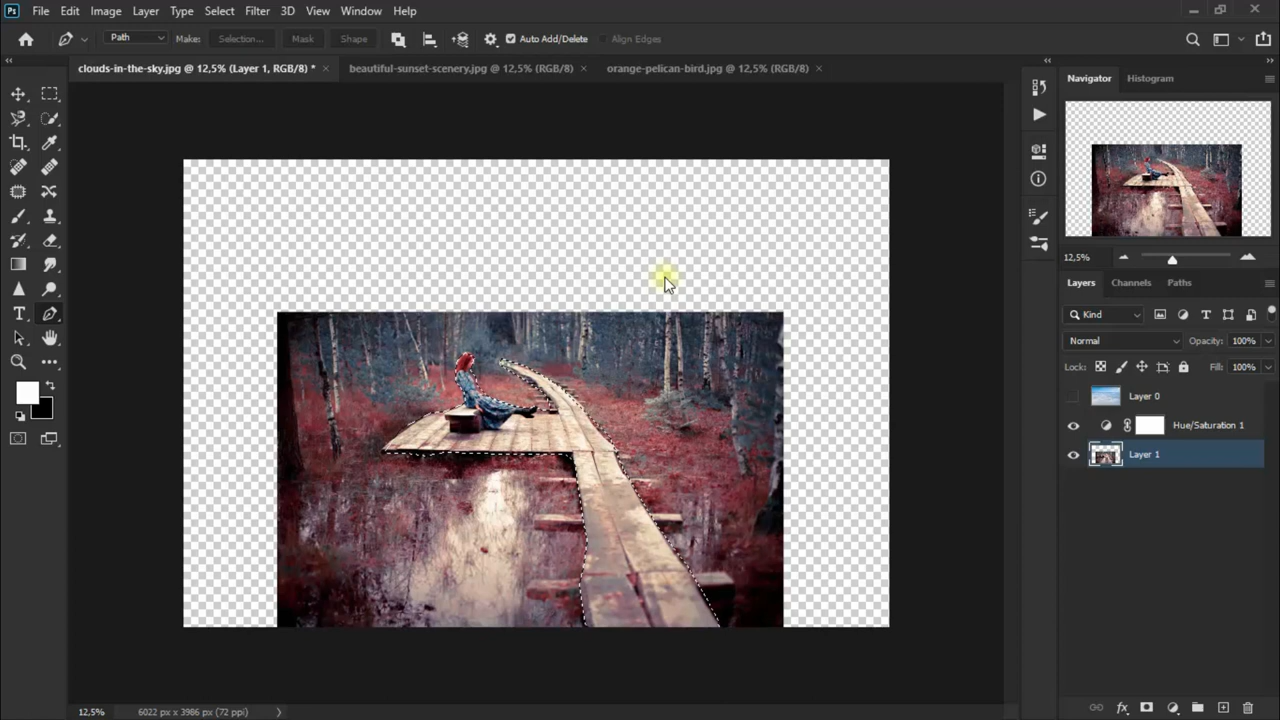 Ps File Edit Image Layer Type Select Filter 3D View Window Help
Path Make: Selection... Mask Shape Auto Add/Delete Align Edges
clouds-in-the-sky.jpg @ 12,5% (Layer 1, RGB/8) * beautiful-sunset-scenery.jpg @ 12,5% (RGB/8) orange-pelican-bird.jpg @ 12,5% (RGB/8)
Navigator Histogram
12,5%
Layers Channels Paths
Kind
Normal Opacity: 100%
Lock: Fill: 100%
Layer 0
Hue/Saturation 1
Layer 1
12,5% 6022 px x 3986 px (72 ppi)